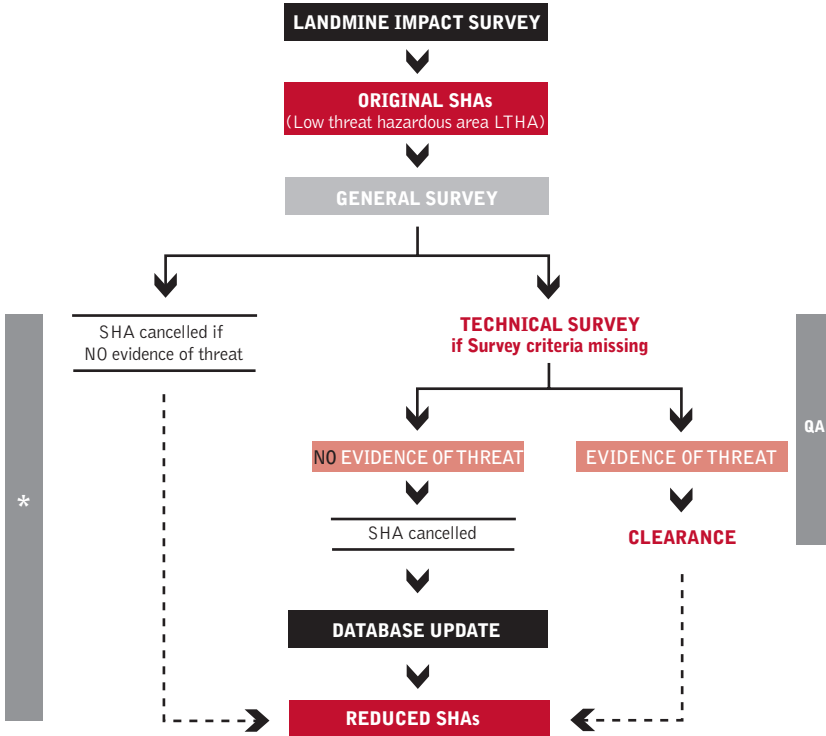 LANDMINE IMPACT SURVEY
ORIGINAL SHAs
(Low threat hazardous area LTHA)
GENERAL SURVEY
SHA cancelled if
NO evidence of threat
TECHNICAL SURVEY
if Survey criteria missing
QA
NO EVIDENCE OF THREAT
EVIDENCE OF THREAT
*
SHA cancelled
CLEARANCE
DATABASE UPDATE
REDUCED SHAs